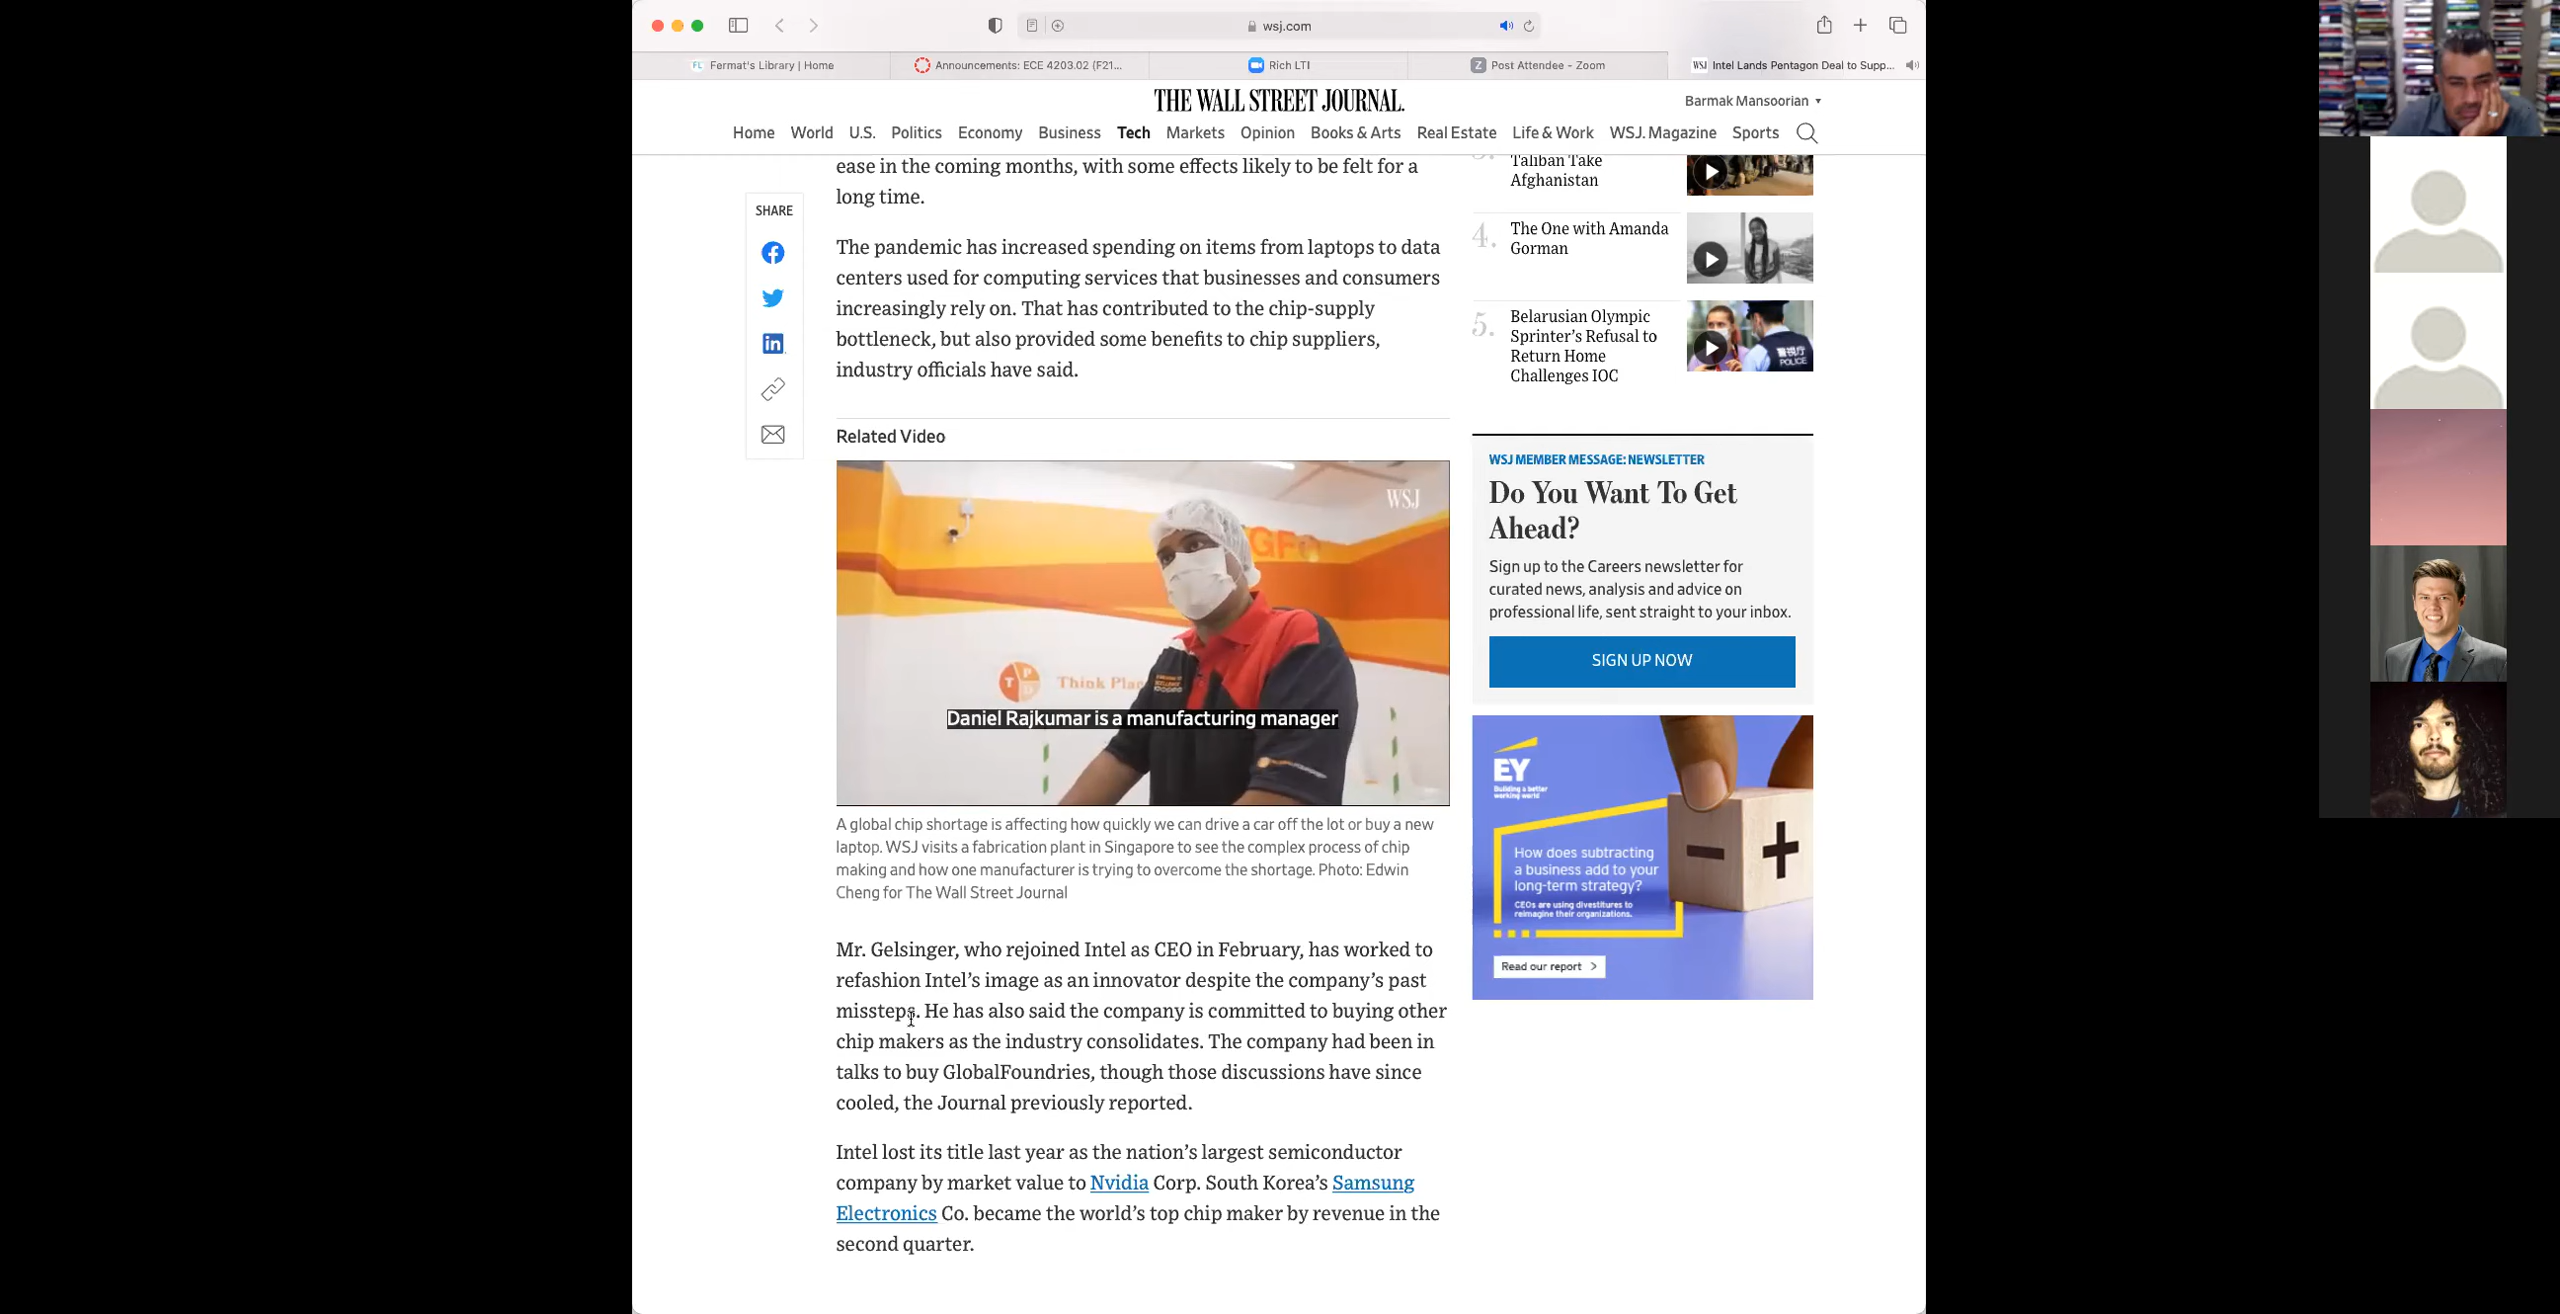 wsj.com
FL Fermat's Library | Home
Announcements: ECE 4203.02 (F21...
Rich LTI
Z Post Attendee - Zoom
WSJ Intel Lands Pentagon Deal to Supp...
THE WALL STREET JOURNAL.
Barmak Mansoorian
Home World U.S. Politics Economy Business Tech Markets Opinion Books & Arts Real Estate Life & Work WSJ. Magazine Sports
SHARE
ease in the coming months, with some effects likely to be felt for a
long time.
The pandemic has increased spending on items from laptops to data
centers used for computing services that businesses and consumers
increasingly rely on. That has contributed to the chip-supply
bottleneck, but also provided some benefits to chip suppliers,
industry officials have said.
Related Video
WSJ
GF
TPD Think Pla
Daniel Rajkumar is a manufacturing manager
A global chip shortage is affecting how quickly we can drive a car off the lot or buy a new
laptop. WSJ visits a fabrication plant in Singapore to see the complex process of chip
making and how one manufacturer is trying to overcome the shortage. Photo: Edwin
Cheng for The Wall Street Journal
Mr. Gelsinger, who rejoined Intel as CEO in February, has worked to
refashion Intel's image as an innovator despite the company's past
missteps. He has also said the company is committed to buying other
chip makers as the industry consolidates. The company had been in
talks to buy GlobalFoundries, though those discussions have since
cooled, the Journal previously reported.
Intel lost its title last year as the nation's largest semiconductor
company by market value to Nvidia Corp. South Korea's Samsung
Electronics Co. became the world's top chip maker by revenue in the
second quarter.
Taliban Take
Afghanistan
4. The One with Amanda
Gorman
5. Belarusian Olympic
Sprinter's Refusal to
Return Home
Challenges IOC
警視庁
POLICE
WSJ MEMBER MESSAGE: NEWSLETTER
Do You Want To Get
Ahead?
Sign up to the Careers newsletter for
curated news, analysis and advice on
professional life, sent straight to your inbox.
SIGN UP NOW
EY
Building a better
working world
How does subtracting
a business add to your
long-term strategy?
CEOs are using divestitures to
reimagine their organizations.
Read our report >